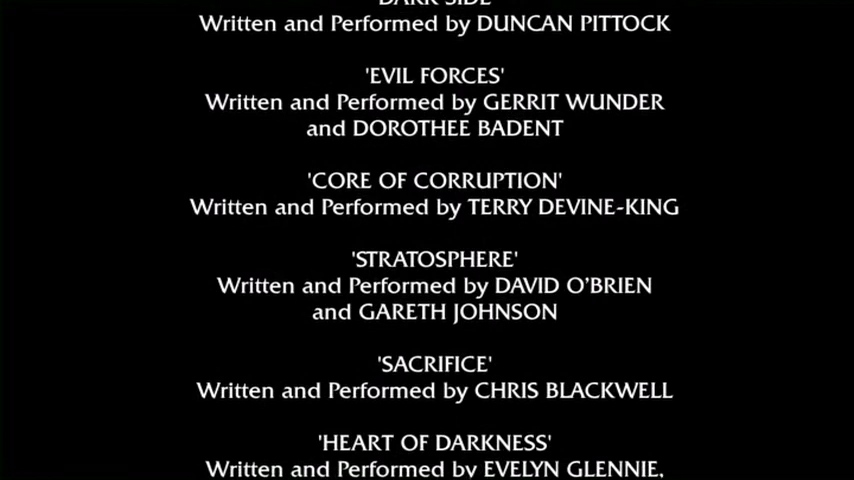 DARK SIDE'
Written and Performed by DUNCAN PITTOCK
'EVIL FORCES'
Written and Performed by GERRIT WUNDER
and DOROTHEE BADENT
'CORE OF CORRUPTION'
Written and Performed by TERRY DEVINE-KING
'STRATOSPHERE'
Written and Performed by DAVID O’BRIEN
and GARETH JOHNSON
'SACRIFICE'
Written and Performed by CHRIS BLACKWELL
'HEART OF DARKNESS'
Written and Performed by EVELYN GLENNIE,